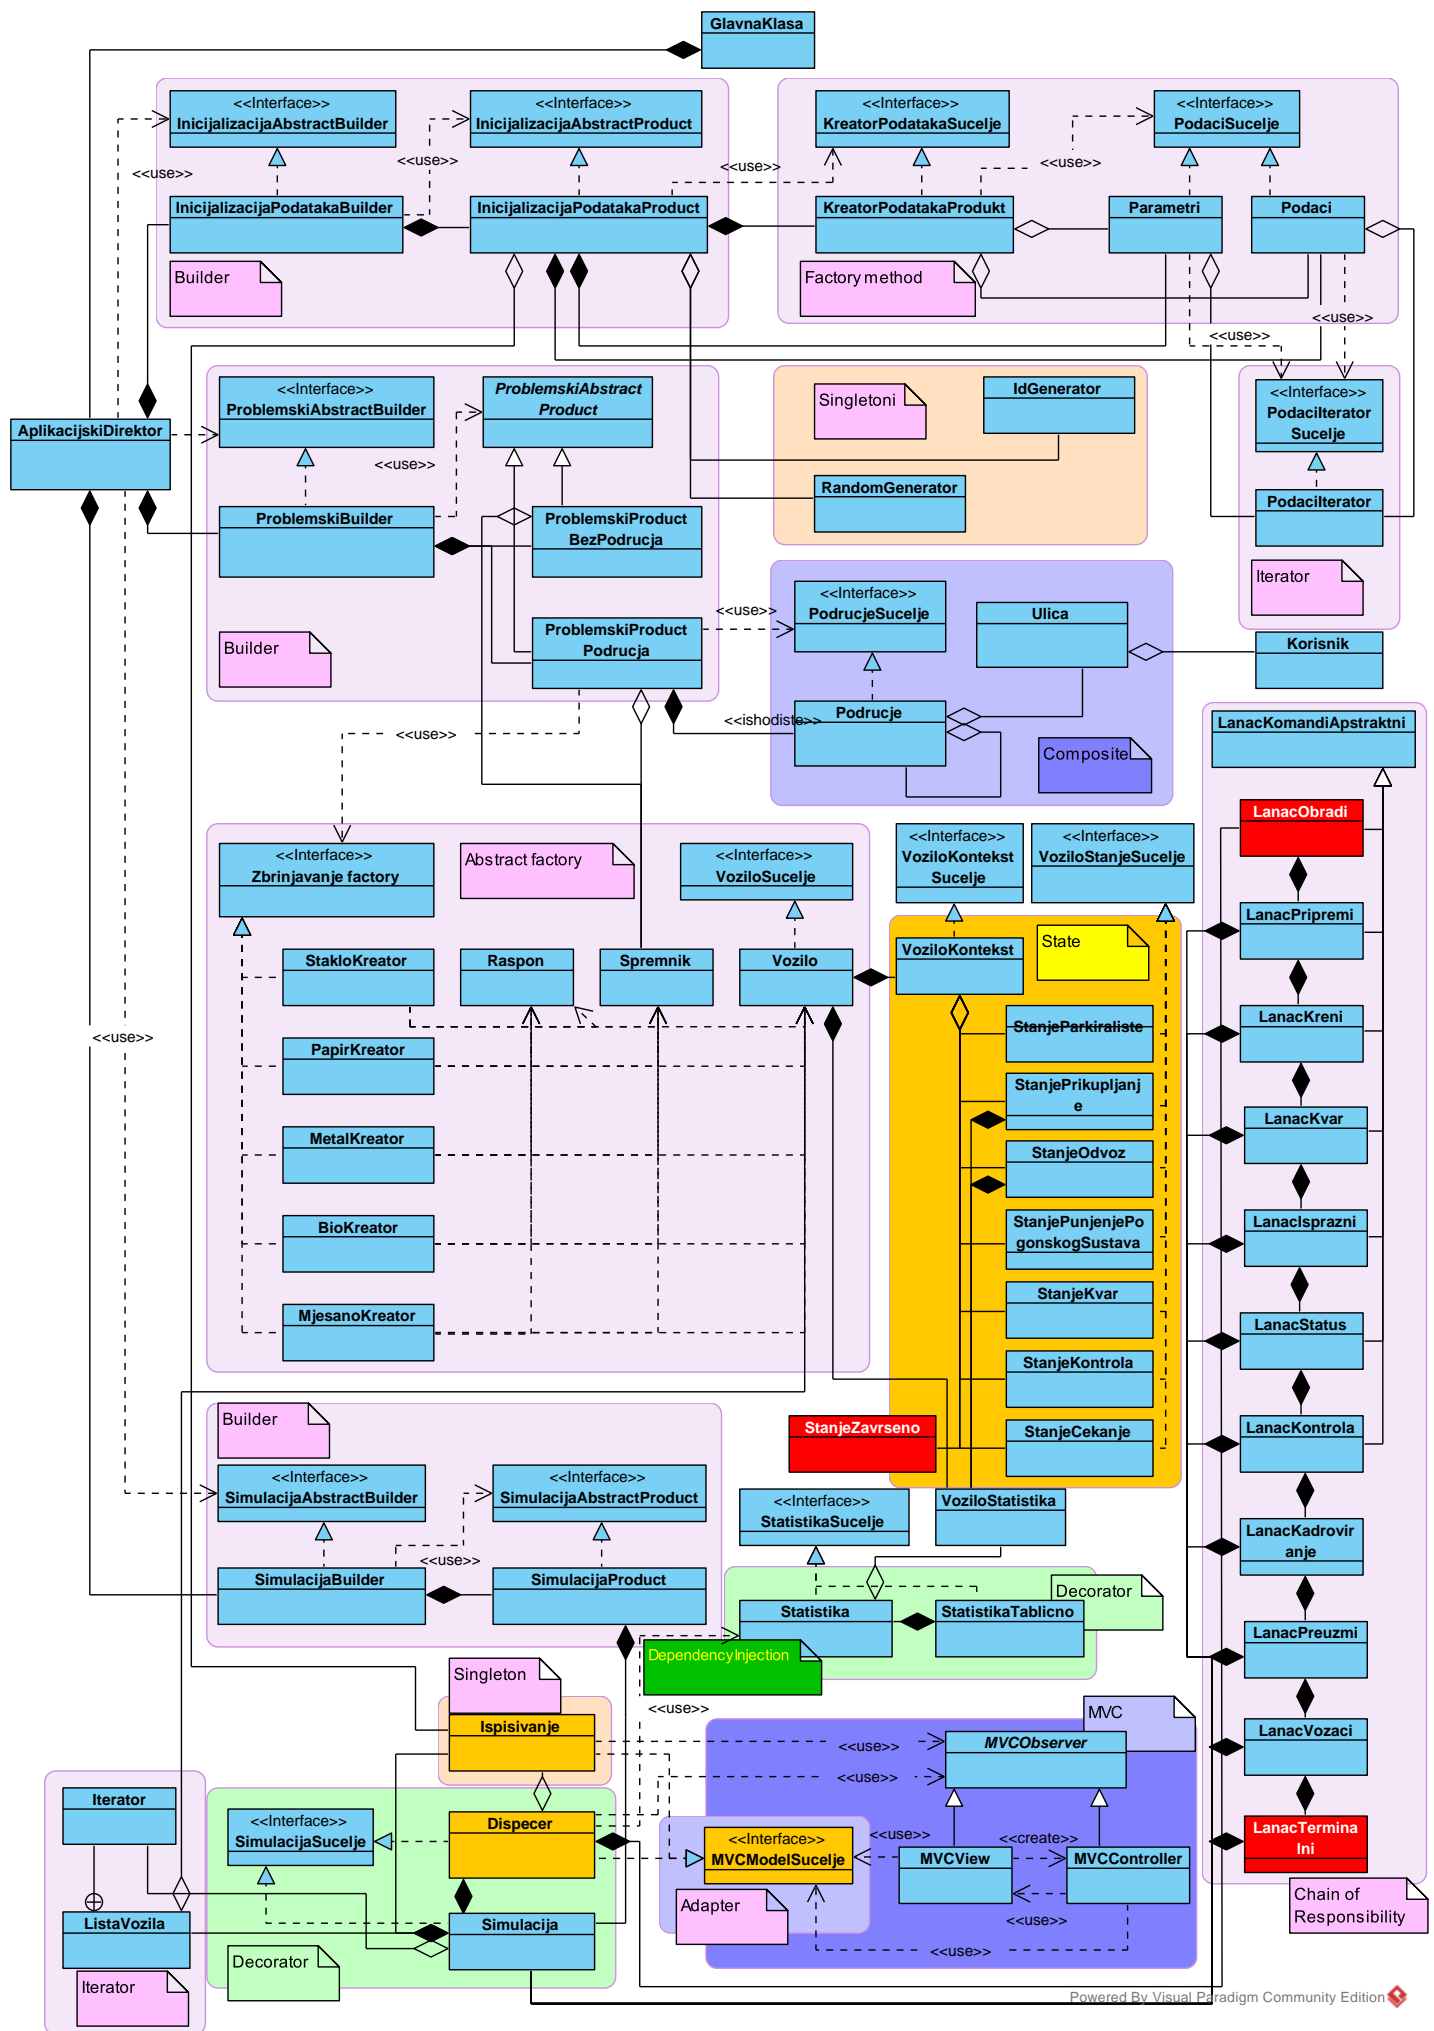 GlavnaKlasa
<<Interface>>
InicijalizacijaAbstractBuilder
<<Interface>>
InicijalizacijaAbstractProduct
<<Interface>>
KreatorPodatakaSucelje
<<Interface>>
PodaciSucelje
<<use>>
<<use>>
<<use>>
<<use>>
InicijalizacijaPodatakaBuilder
InicijalizacijaPodatakaProduct
KreatorPodatakaProdukt
Parametri
Podaci
Builder
Factory method
<<use>>
<<use>>
<<Interface>>
ProblemskiAbstractBuilder
ProblemskiAbstract
Product
Singletoni
IdGenerator
<<Interface>>
PodaciIterator
Sucelje
AplikacijskiDirektor
<<use>>
RandomGenerator
PodaciIterator
ProblemskiBuilder
ProblemskiProduct
BezPodrucja
Iterator
<<Interface>>
PodrucjeSucelje
Ulica
<<use>>
ProblemskiProduct
Podrucja
Builder
Korisnik
<<ishodiste>>
Podrucje
Composite
<<use>>
LanacKomandiApstraktni
LanacObradi
<<Interface>>
Zbrinjavanje factory
Abstract factory
<<Interface>>
VoziloSucelje
<<Interface>>
VoziloKontekst
Sucelje
<<Interface>>
VoziloStanjeSucelje
LanacPripremi
StakloKreator
Raspon
Spremnik
Vozilo
VoziloKontekst
State
<<use>>
PapirKreator
StanjeParkiraliste
LanacKreni
StanjePrikupljanj
e
LanacKvar
MetalKreator
StanjeOdvoz
BioKreator
StanjePunjenjePo
gonskogSustava
LanacIsprazni
MjesanoKreator
StanjeKvar
LanacStatus
StanjeKontrola
Builder
StanjeZavrseno
StanjeCekanje
LanacKontrola
<<Interface>>
SimulacijaAbstractBuilder
<<Interface>>
SimulacijaAbstractProduct
<<Interface>>
StatistikaSucelje
VoziloStatistika
LanacKadrovir
anje
<<use>>
SimulacijaBuilder
SimulacijaProduct
Decorator
Statistika
StatistikaTablicno
LanacPreuzmi
DependencyInjection
Singleton
<<use>>
MVC
Ispisivanje
<<use>>
MVCObserver
LanacVozaci
<<use>>
Iterator
<<Interface>>
SimulacijaSucelje
Dispecer
<<Interface>>
MVCModelSucelje
<<use>>
<<create>>
MVCView
MVCController
LanacTermina
lni
Adapter
<<use>>
<<use>>
Chain of
Responsibility
ListaVozila
Simulacija
Decorator
Iterator
Powered By Visual Paradigm Community Edition